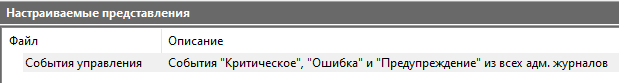 Настраиваемые представления
Файл Описание
События управления События "Критическое", "Ошибка" и "Предупреждение" из всех адм. журналов